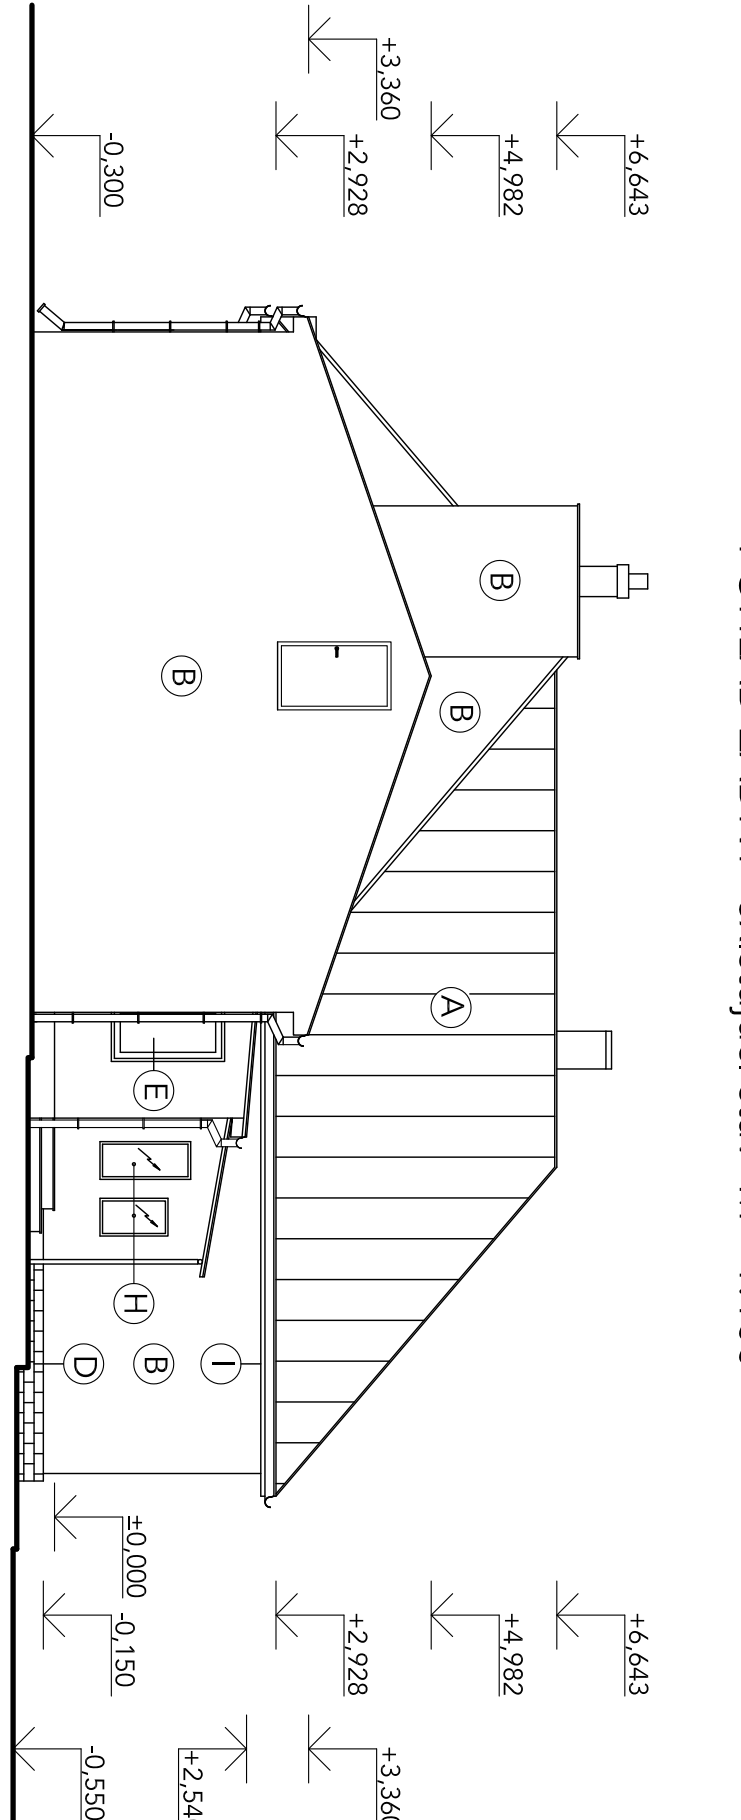 +6,643
+6,643
+4,982
B
+4,982
B
A
+3,360
+3,360
+2,928
+2,928
I
B
E
B
H
±0,000
-0,150
D
-0,300
-0,550